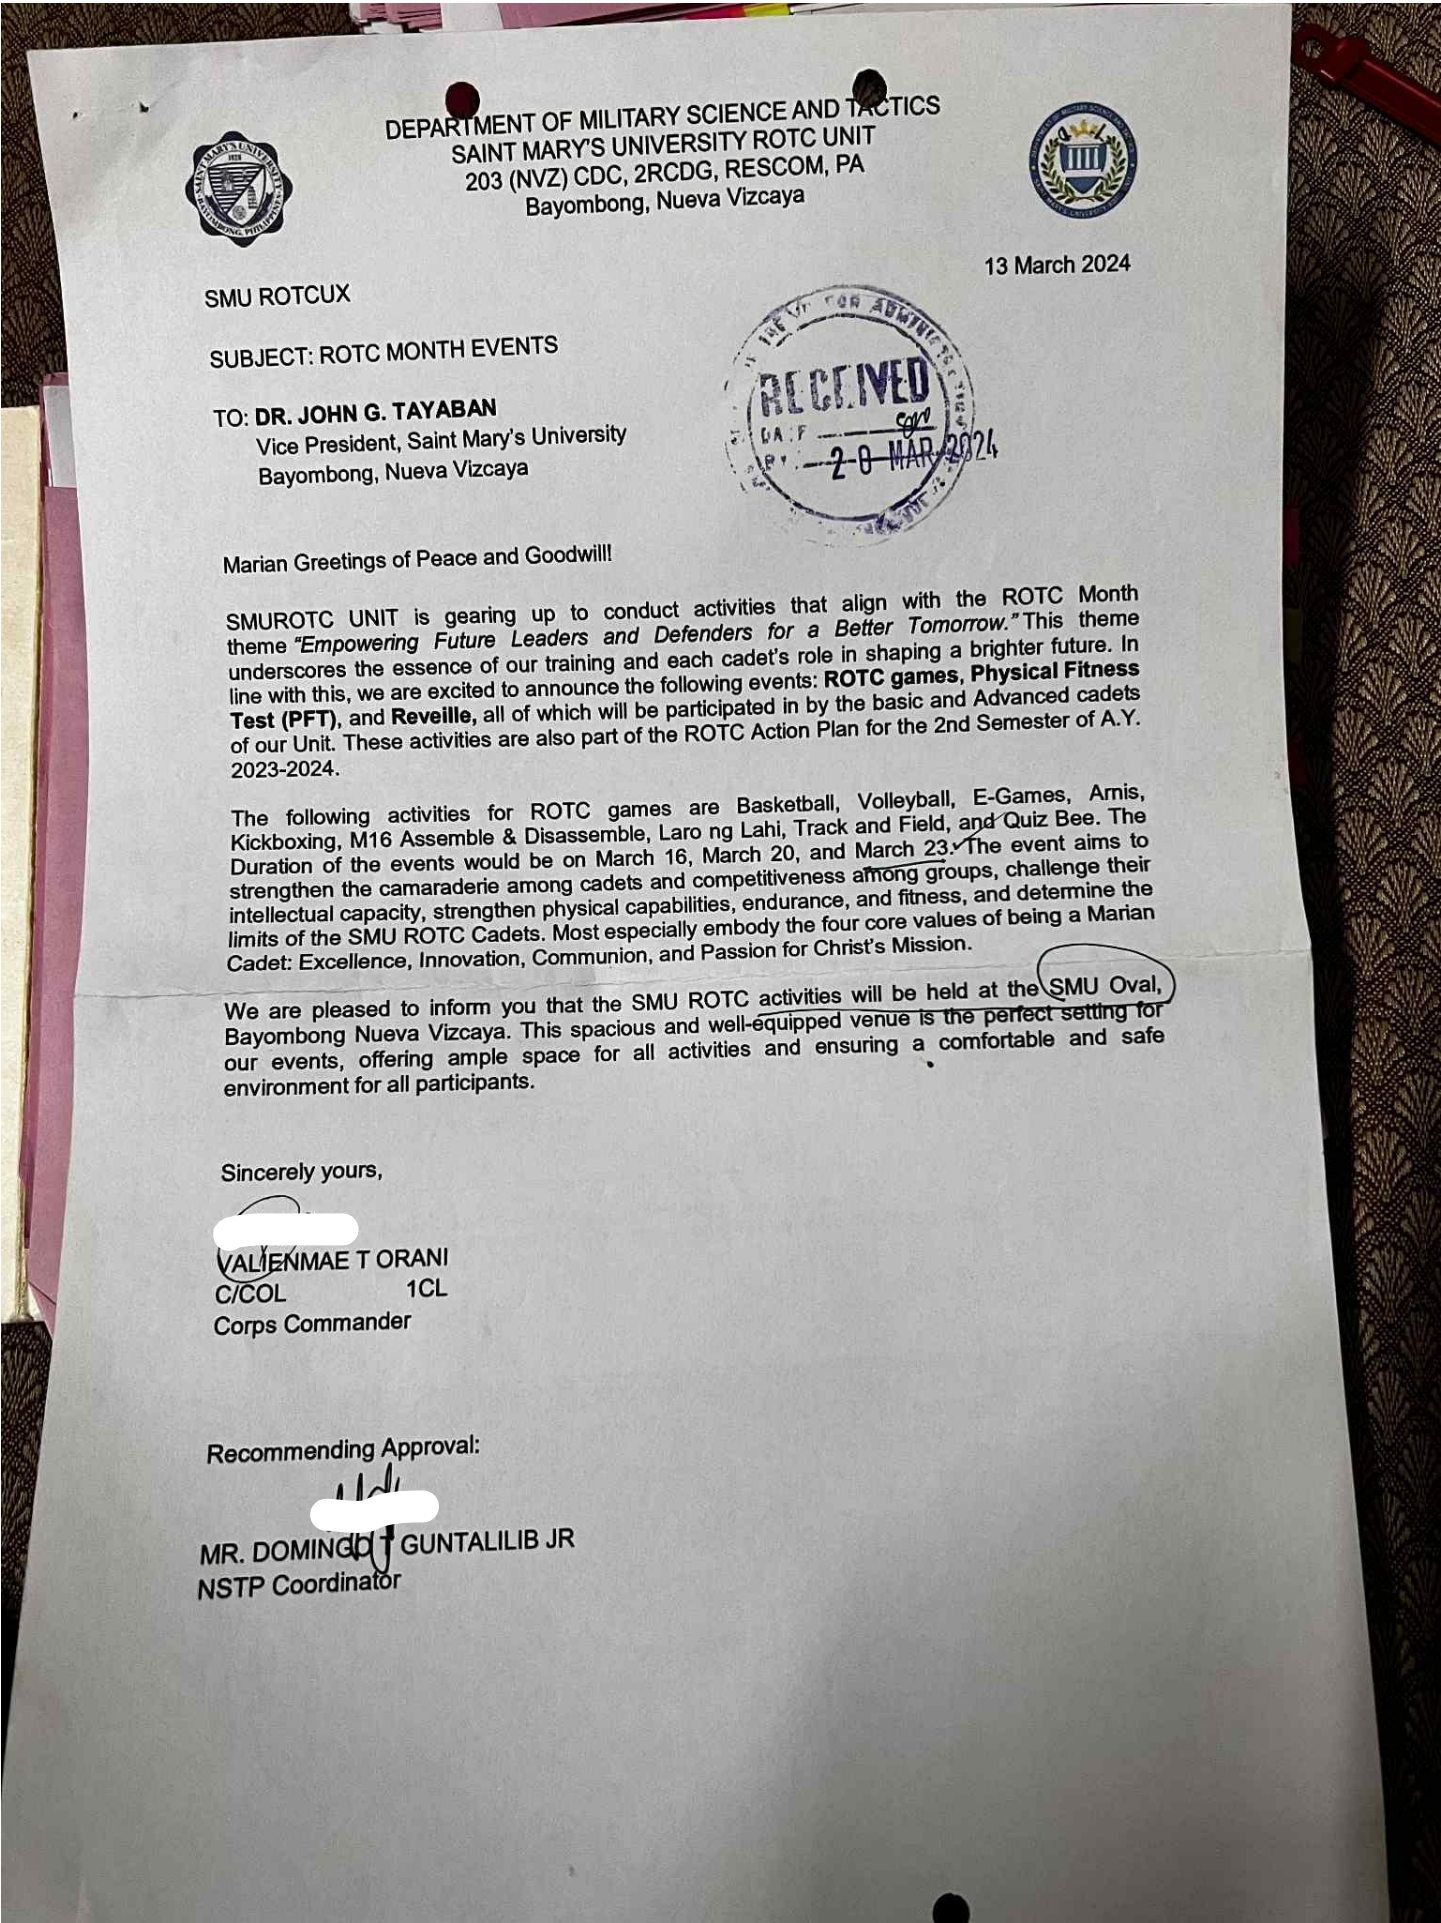 DEPARTMENT OF MILITARY SCIENCE AND TACTICS
SAINT MARY'S UNIVERSITY ROTC UNIT
203 (NVZ) CDC, 2RCDG, RESCOM, PA
Bayombong, Nueva Vizcaya
SAINT MARY'S UNIVERSITY
1928
BAYOMBONG, PHILIPPINES
13 March 2024
SMU ROTCUX
SUBJECT: ROTC MONTH EVENTS
RECEIVED
20 MAR 2024
TO: DR. JOHN G. TAYABAN
Vice President, Saint Mary's University
Bayombong, Nueva Vizcaya
Marian Greetings of Peace and Goodwill!
SMUROTC UNIT is gearing up to conduct activities that align with the ROTC Month
theme "Empowering Future Leaders and Defenders for a Better Tomorrow." This theme
underscores the essence of our training and each cadet's role in shaping a brighter future. In
line with this, we are excited to announce the following events: ROTC games, Physical Fitness
Test (PFT), and Reveille, all of which will be participated in by the basic and Advanced cadets
of our Unit. These activities are also part of the ROTC Action Plan for the 2nd Semester of A.Y.
2023-2024.
The following activities for ROTC games are Basketball, Volleyball, E-Games, Arnis,
Kickboxing, M16 Assemble & Disassemble, Laro ng Lahi, Track and Field, and Quiz Bee. The
Duration of the events would be on March 16, March 20, and March 23. The event aims to
strengthen the camaraderie among cadets and competitiveness among groups, challenge their
intellectual capacity, strengthen physical capabilities, endurance, and fitness, and determine the
limits of the SMU ROTC Cadets. Most especially embody the four core values of being a Marian
Cadet: Excellence, Innovation, Communion, and Passion for Christ's Mission.
We are pleased to inform you that the SMU ROTC activities will be held at the SMU Oval,
Bayombong Nueva Vizcaya. This spacious and well-equipped venue is the perfect setting for
our events, offering ample space for all activities and ensuring a comfortable and safe
environment for all participants.
Sincerely yours,
VALIENMAE T ORANI
C/COL 1CL
Corps Commander
Recommending Approval:
MR. DOMINGO T GUNTALILIB JR
NSTP Coordinator